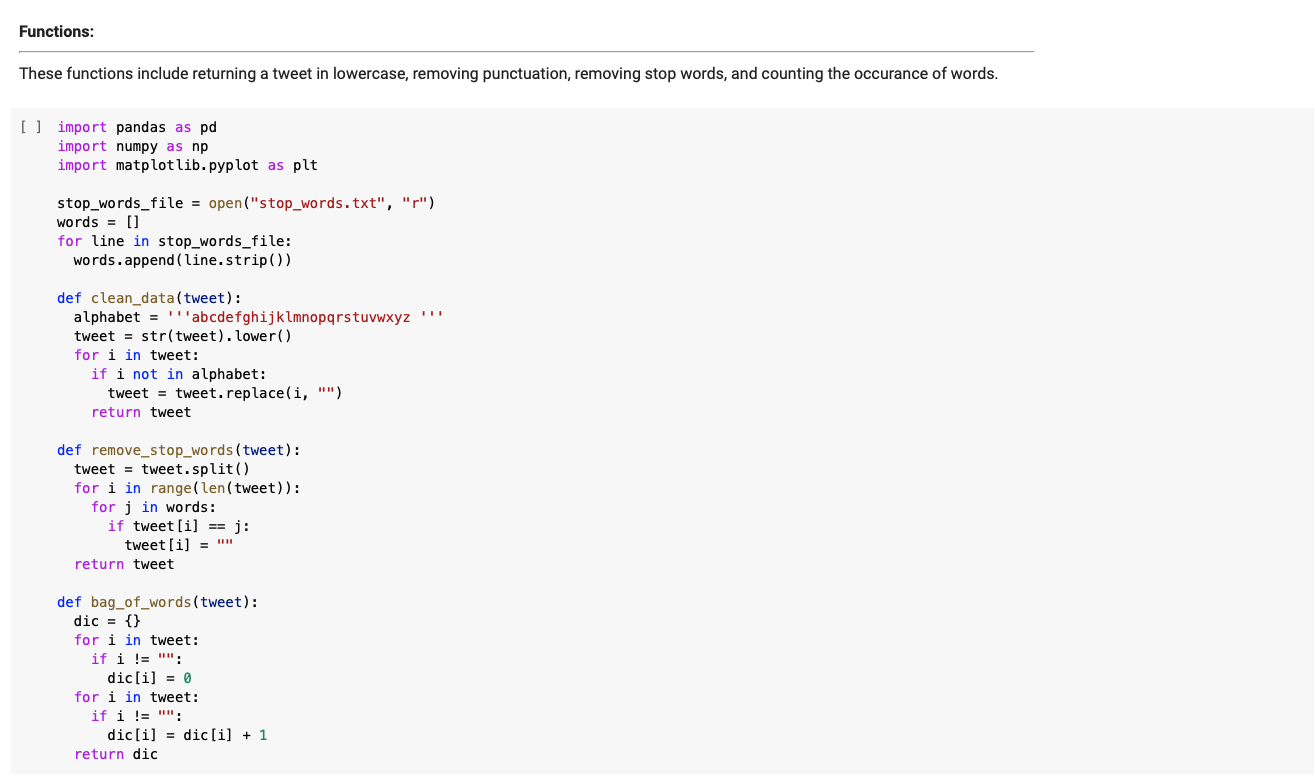 Functions:
These functions include returning a tweet in lowercase, removing punctuation, removing stop words, and counting the occurance of words.
[ ] import pandas as pd
import numpy as np
import matplotlib.pyplot as plt
stop_words_file = open("stop_words.txt", "r")
words = []
for line in stop_words_file:
  words.append(line.strip())
def clean_data(tweet):
  alphabet = '''abcdefghijklmnopqrstuvwxyz '''
  tweet = str(tweet).lower()
  for i in tweet:
    if i not in alphabet:
      tweet = tweet.replace(i, "")
    return tweet
def remove_stop_words(tweet):
  tweet = tweet.split()
  for i in range(len(tweet)):
    for j in words:
      if tweet[i] == j:
        tweet[i] = ""
  return tweet
def bag_of_words(tweet):
  dic = {}
  for i in tweet:
    if i != "":
      dic[i] = 0
  for i in tweet:
    if i != "":
      dic[i] = dic[i] + 1
  return dic